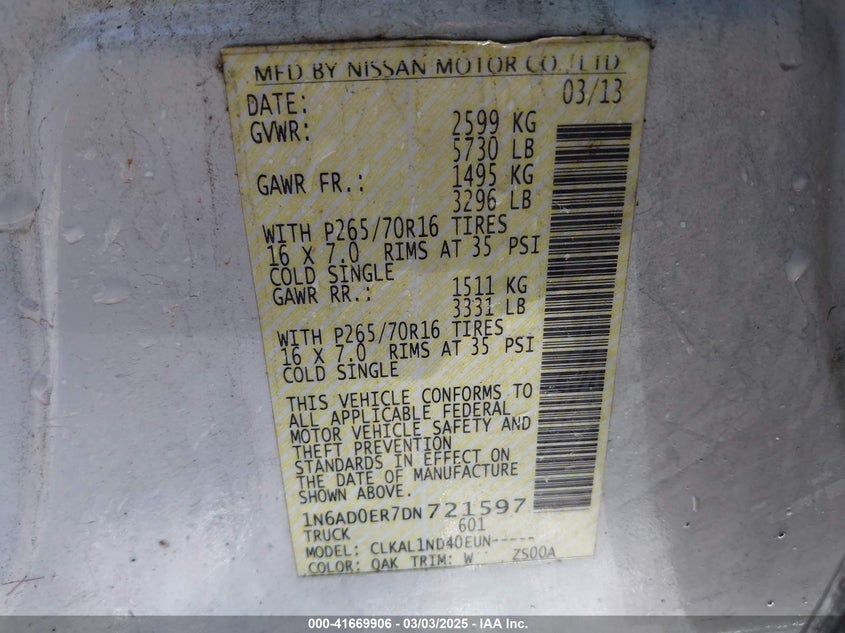 MFD BY NISSAN MOTOR CO.,LTD
DATE: 03/13
GVWR: 2599 KG
5730 LB
GAWR FR.: 1495 KG
3296 LB
WITH P265/70R16 TIRES
16 X 7.0 RIMS AT 35 PSI
COLD SINGLE
GAWR RR.: 1511 KG
3331 LB
WITH P265/70R16 TIRES
16 X 7.0 RIMS AT 35 PSI
COLD SINGLE
THIS VEHICLE CONFORMS TO
ALL APPLICABLE FEDERAL
MOTOR VEHICLE SAFETY AND
THEFT PREVENTION
STANDARDS IN EFFECT ON
THE DATE OF MANUFACTURE
SHOWN ABOVE.
1N6AD0ER7DN721597
TRUCK 601
MODEL: CLKAL1ND40EUN-----
COLOR: QAK TRIM: W ZS00A
000-41669906 - 03/03/2025 - IAA Inc.